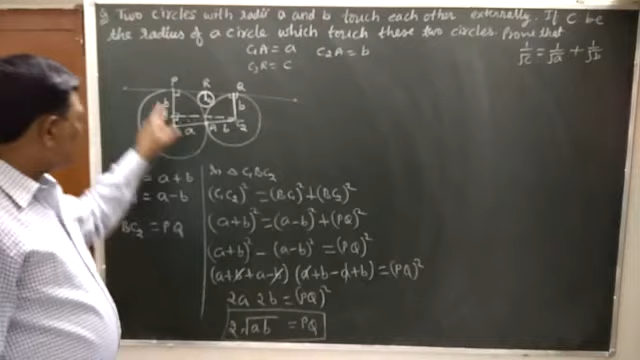 Q Two circles with radii a and b touch each other externally. If C be
the radius of a circle which touch these two circles. Prove that
C₁A = a C₂A = b
C₃R = C
1/√c = 1/√a + 1/√b
P R Q
b
a A b C₂
= a+b
= a-b
BC₂ = PQ
In △ C₁BC₂
(C₁C₂)² = (BC₁)² + (BC₂)²
(a+b)² = (a-b)² + (PQ)²
(a+b)² - (a-b)² = (PQ)²
(a+b+a-b) (a+b-a+b) = (PQ)²
2a 2b = (PQ)²
2√ab = PQ